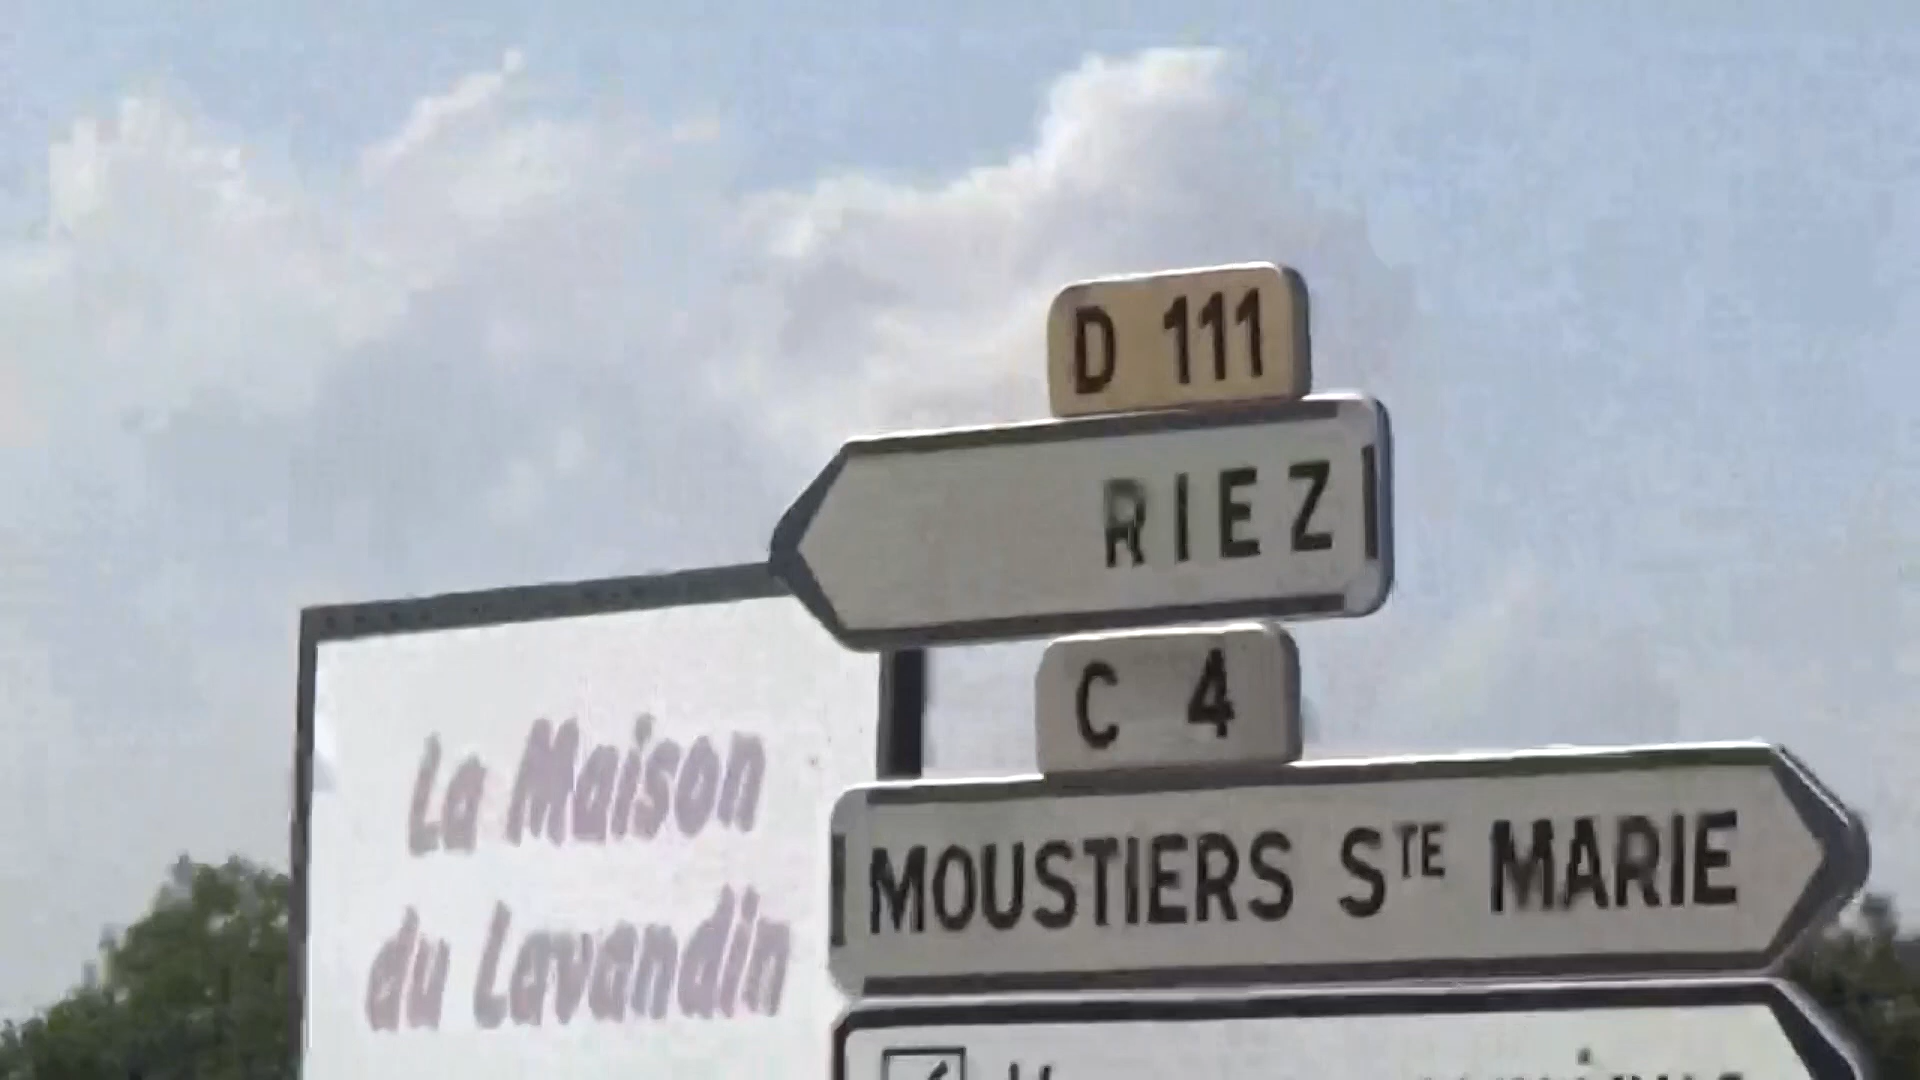 D 111
RIEZ
C 4
MOUSTIERS STE MARIE
La Maison
du Lavandin